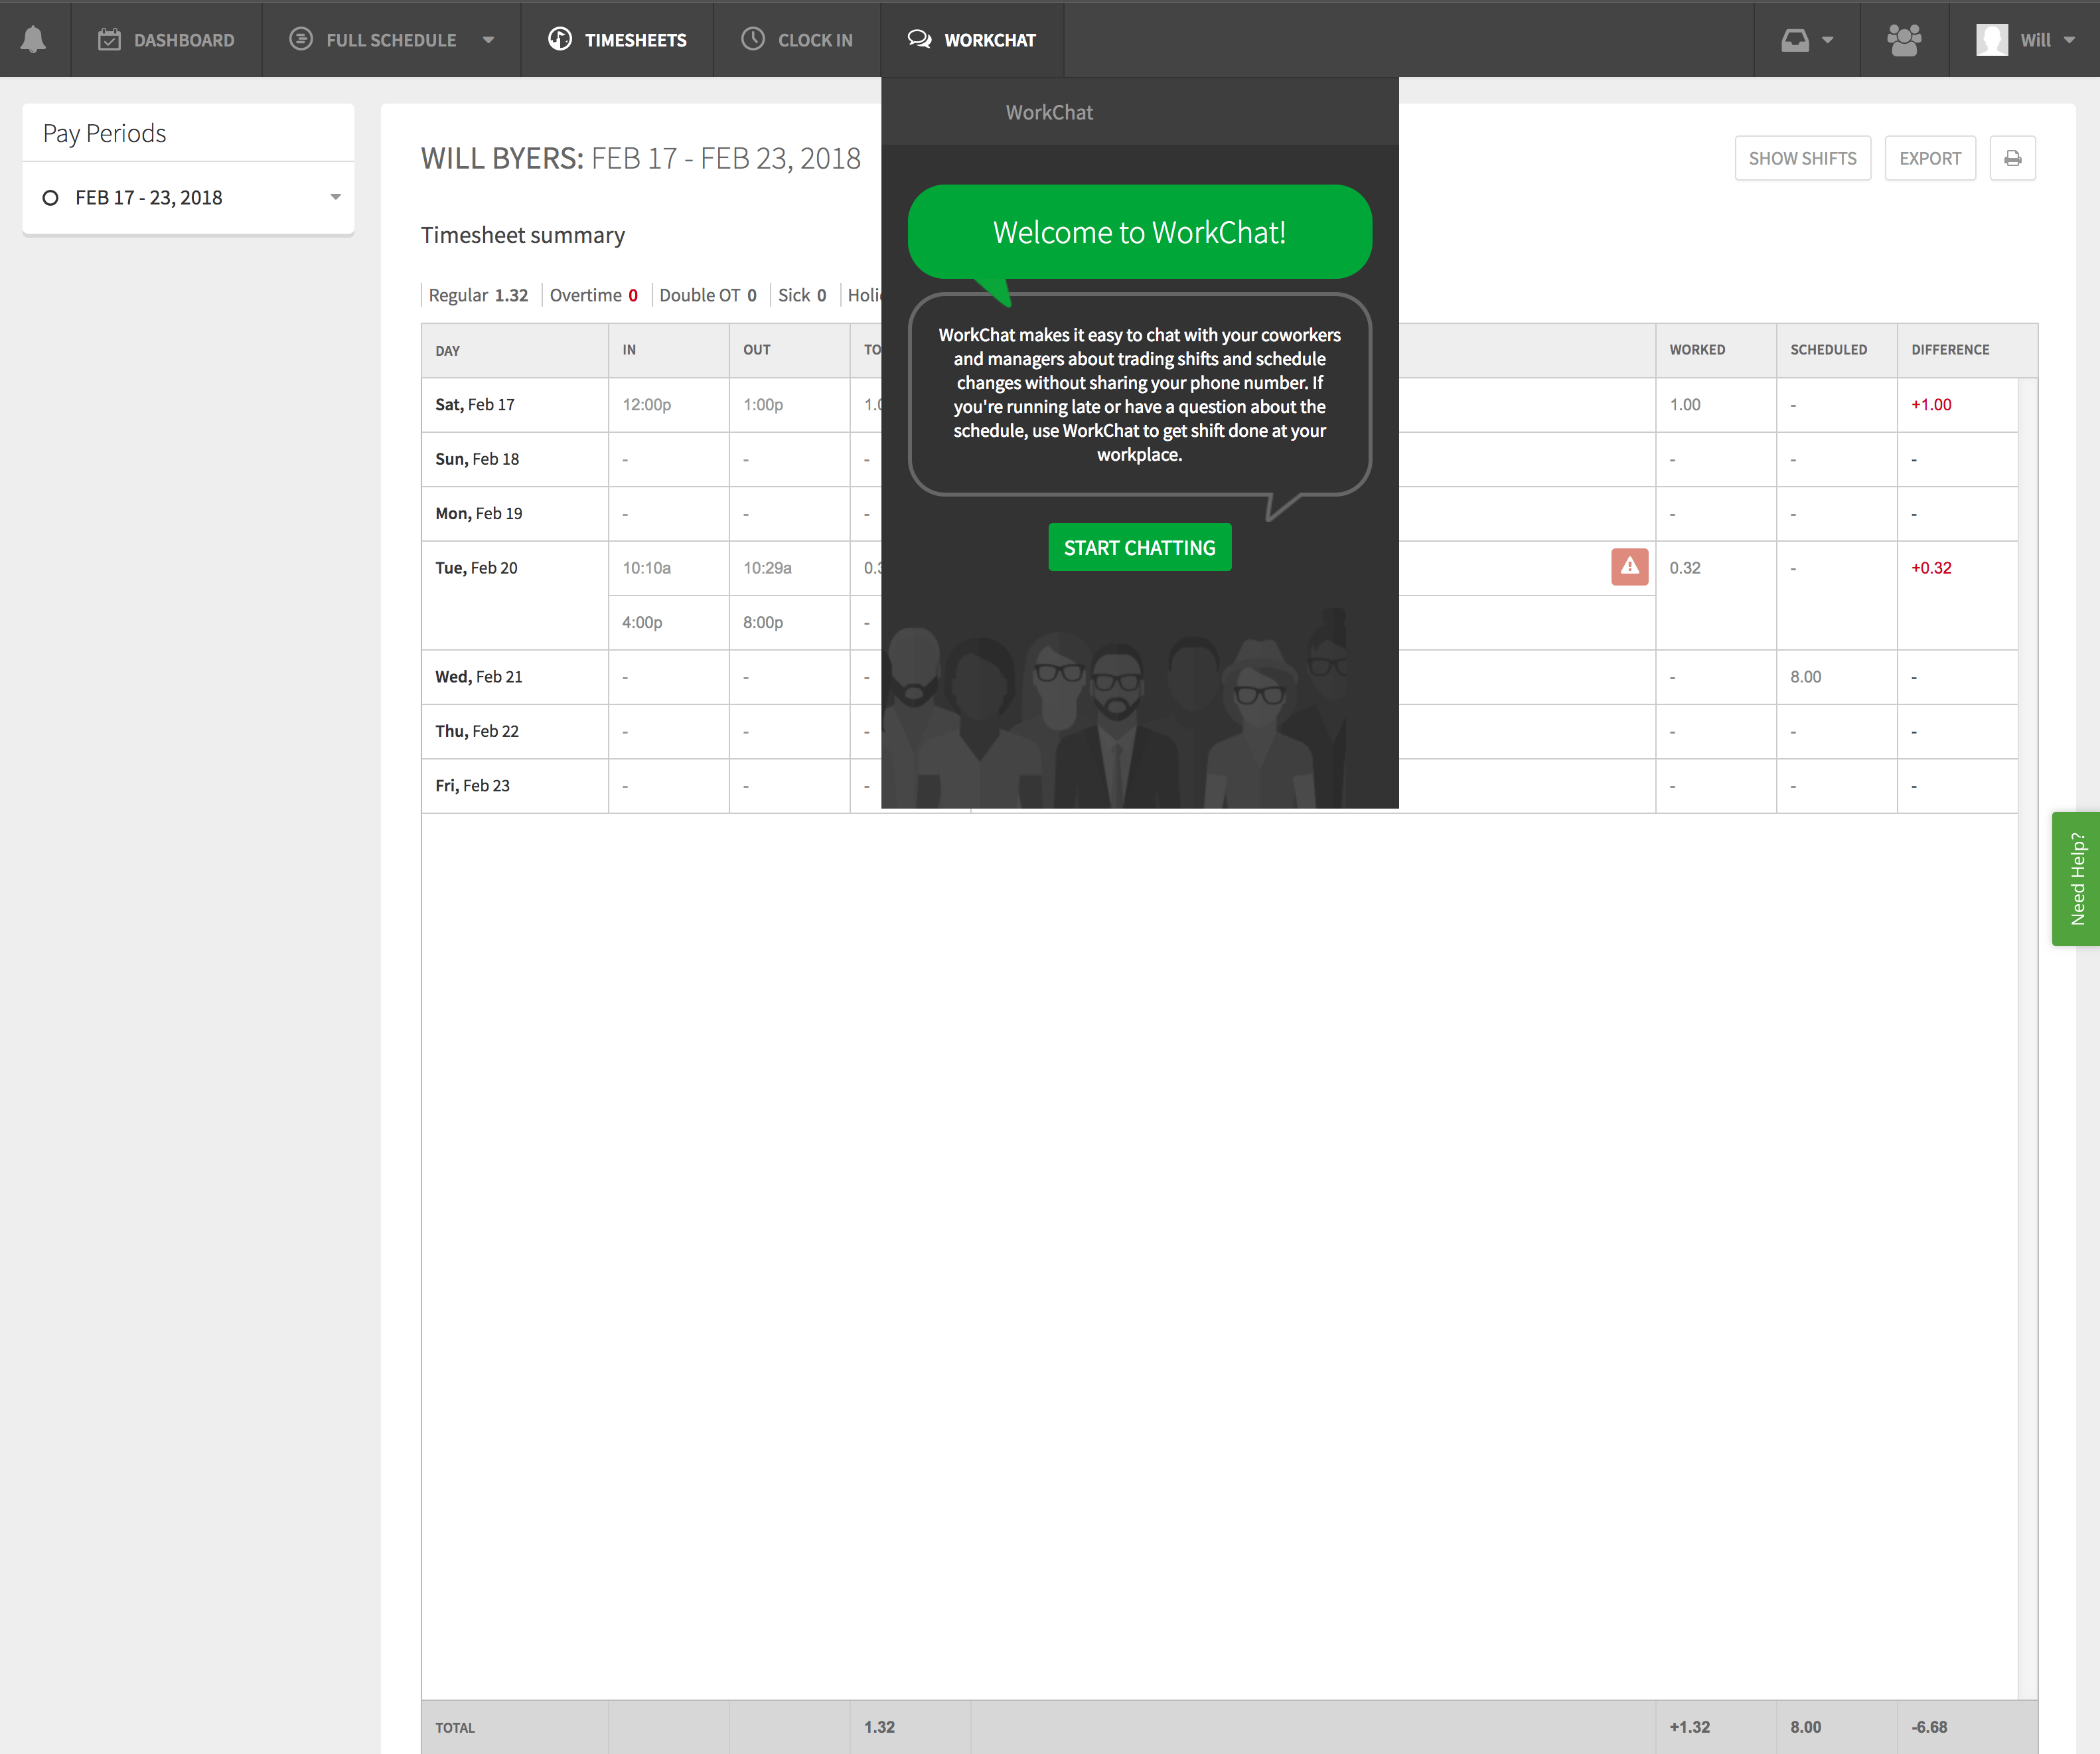 DASHBOARD
FULL SCHEDULE
TIMESHEETS
CLOCK IN
WORKCHAT
Will
Pay Periods
FEB 17 - 23, 2018
WILL BYERS: FEB 17 - FEB 23, 2018
SHOW SHIFTS
EXPORT
Timesheet summary
Regular 1.32 Overtime 0 Double OT 0 Sick 0
WorkChat
Welcome to WorkChat!
WorkChat makes it easy to chat with your coworkers
and managers about trading shifts and schedule
changes without sharing your phone number. If
you're running late or have a question about the
schedule, use WorkChat to get shift done at your
workplace.
START CHATTING
DAY IN OUT WORKED SCHEDULED DIFFERENCE
Sat, Feb 17 12:00p 1:00p 1.00 - +1.00
Sun, Feb 18 - - - - - -
Mon, Feb 19 - - - - - -
Tue, Feb 20 10:10a 10:29a 0.32 - +0.32
4:00p 8:00p -
Wed, Feb 21 - - - - 8.00 -
Thu, Feb 22 - - - - - -
Fri, Feb 23 - - - - - -
Need Help?
TOTAL 1.32 +1.32 8.00 -6.68